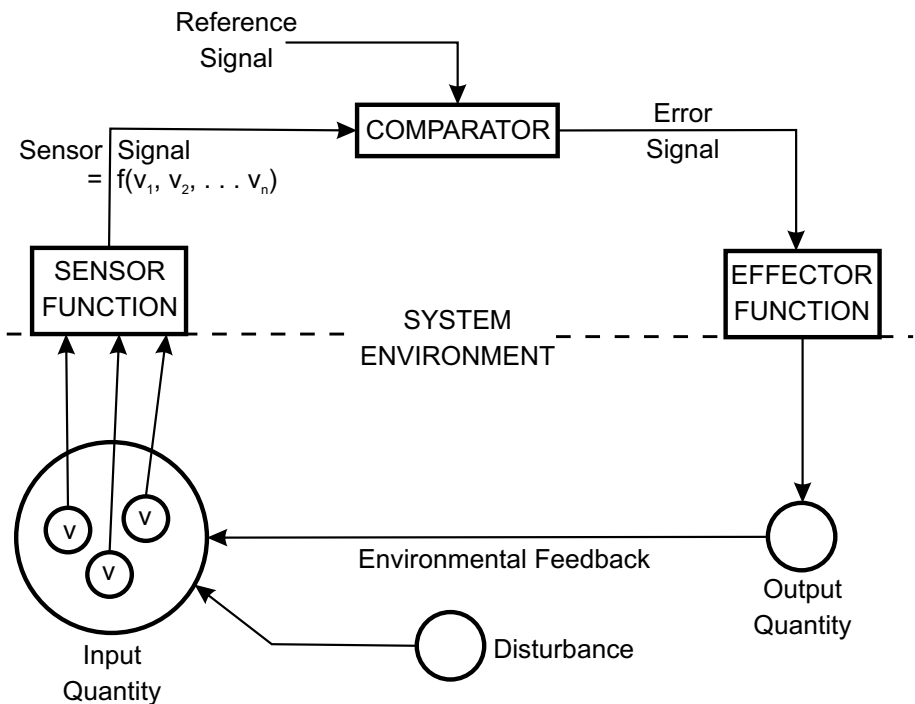 Reference
Signal
COMPARATOR
Error
Signal
Sensor Signal
= f(v₁, v₂, . . . vₙ)
SENSOR
FUNCTION
EFFECTOR
FUNCTION
SYSTEM
ENVIRONMENT
v
v
v
Environmental Feedback
Output
Quantity
Disturbance
Input
Quantity